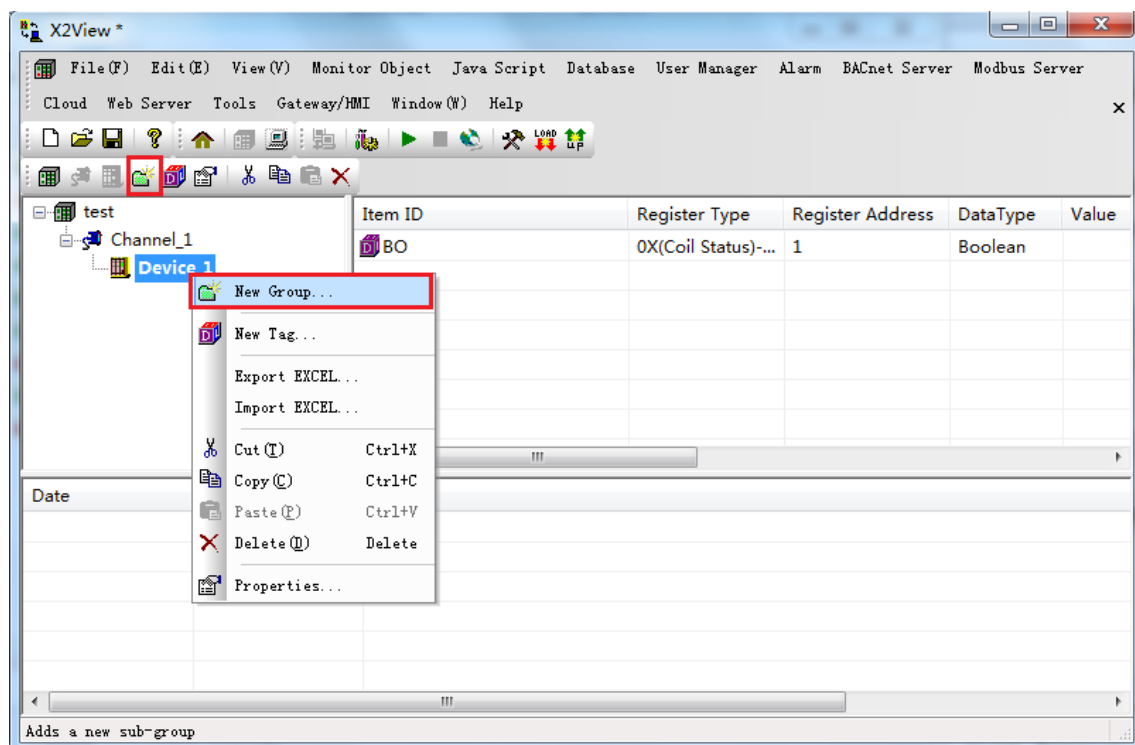 X2View *
File(F) Edit(E) View(V) Monitor Object Java Script Database User Manager Alarm BACnet Server Modbus Server
Cloud Web Server Tools Gateway/HMI Window(W) Help
LOAD UP
test
Channel_1
Device_1
Item ID Register Type Register Address DataType Value
BO 0X(Coil Status)-... 1 Boolean
New Group...
New Tag...
Export EXCEL...
Import EXCEL...
Cut(T) Ctrl+X
Copy(C) Ctrl+C
Paste(P) Ctrl+V
Delete(D) Delete
Properties...
Date
Adds a new sub-group